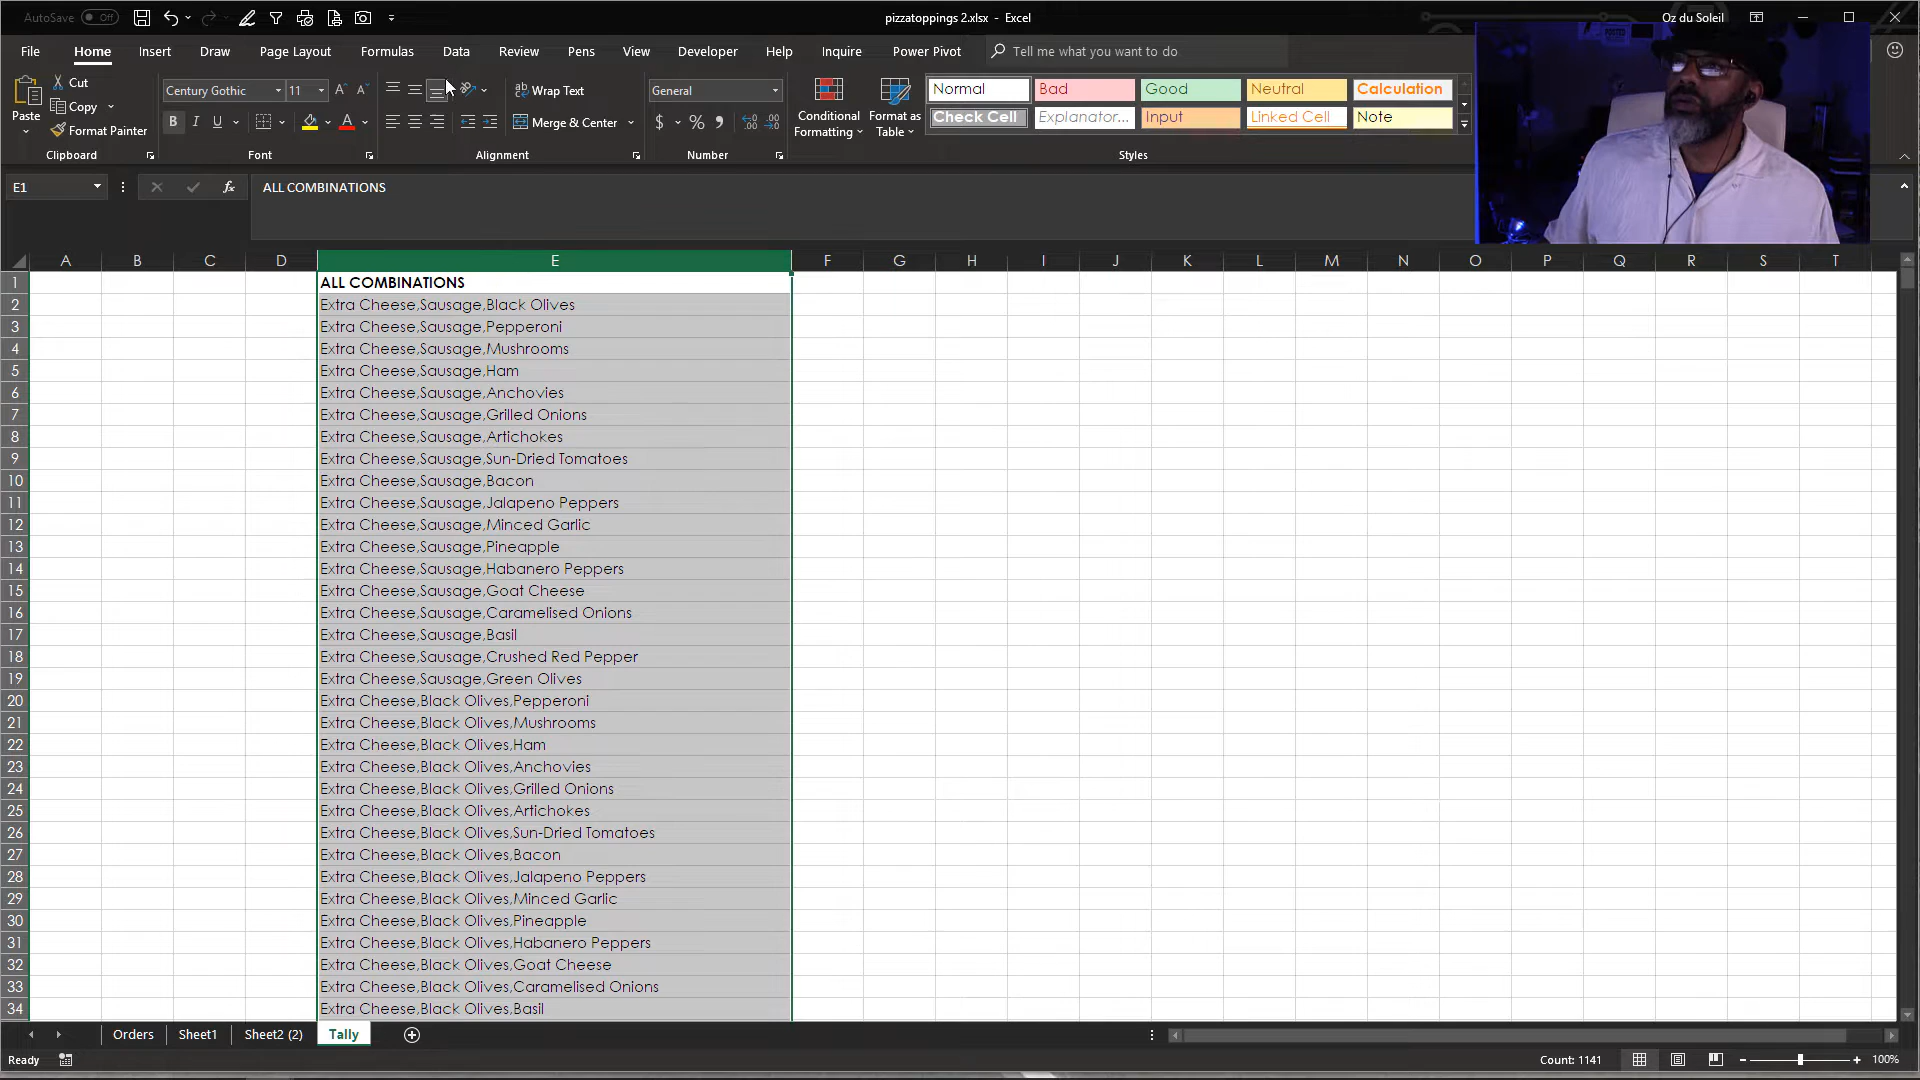 AutoSave Off
pizzatoppings 2.xlsx - Excel
Oz du Soleil
File Home Insert Draw Page Layout Formulas Data Review Pens View Developer Help Inquire Power Pivot Tell me what you want to do
Paste
Cut
Copy
Format Painter
Clipboard
Century Gothic 11
B I U
Font
Wrap Text
Merge & Center
Alignment
General
$ % ,
Number
Conditional Formatting
Format as Table
Normal Bad Good Neutral Calculation
Check Cell Explanator... Input Linked Cell Note
Styles
E1 fx ALL COMBINATIONS
A B C D E F G H I J K L M N O P Q R S T
1 ALL COMBINATIONS
2 Extra Cheese,Sausage,Black Olives
3 Extra Cheese,Sausage,Pepperoni
4 Extra Cheese,Sausage,Mushrooms
5 Extra Cheese,Sausage,Ham
6 Extra Cheese,Sausage,Anchovies
7 Extra Cheese,Sausage,Grilled Onions
8 Extra Cheese,Sausage,Artichokes
9 Extra Cheese,Sausage,Sun-Dried Tomatoes
10 Extra Cheese,Sausage,Bacon
11 Extra Cheese,Sausage,Jalapeno Peppers
12 Extra Cheese,Sausage,Minced Garlic
13 Extra Cheese,Sausage,Pineapple
14 Extra Cheese,Sausage,Habanero Peppers
15 Extra Cheese,Sausage,Goat Cheese
16 Extra Cheese,Sausage,Caramelised Onions
17 Extra Cheese,Sausage,Basil
18 Extra Cheese,Sausage,Crushed Red Pepper
19 Extra Cheese,Sausage,Green Olives
20 Extra Cheese,Black Olives,Pepperoni
21 Extra Cheese,Black Olives,Mushrooms
22 Extra Cheese,Black Olives,Ham
23 Extra Cheese,Black Olives,Anchovies
24 Extra Cheese,Black Olives,Grilled Onions
25 Extra Cheese,Black Olives,Artichokes
26 Extra Cheese,Black Olives,Sun-Dried Tomatoes
27 Extra Cheese,Black Olives,Bacon
28 Extra Cheese,Black Olives,Jalapeno Peppers
29 Extra Cheese,Black Olives,Minced Garlic
30 Extra Cheese,Black Olives,Pineapple
31 Extra Cheese,Black Olives,Habanero Peppers
32 Extra Cheese,Black Olives,Goat Cheese
33 Extra Cheese,Black Olives,Caramelised Onions
34 Extra Cheese,Black Olives,Basil
Orders Sheet1 Sheet2 (2) Tally
Ready
Count: 1141
100%